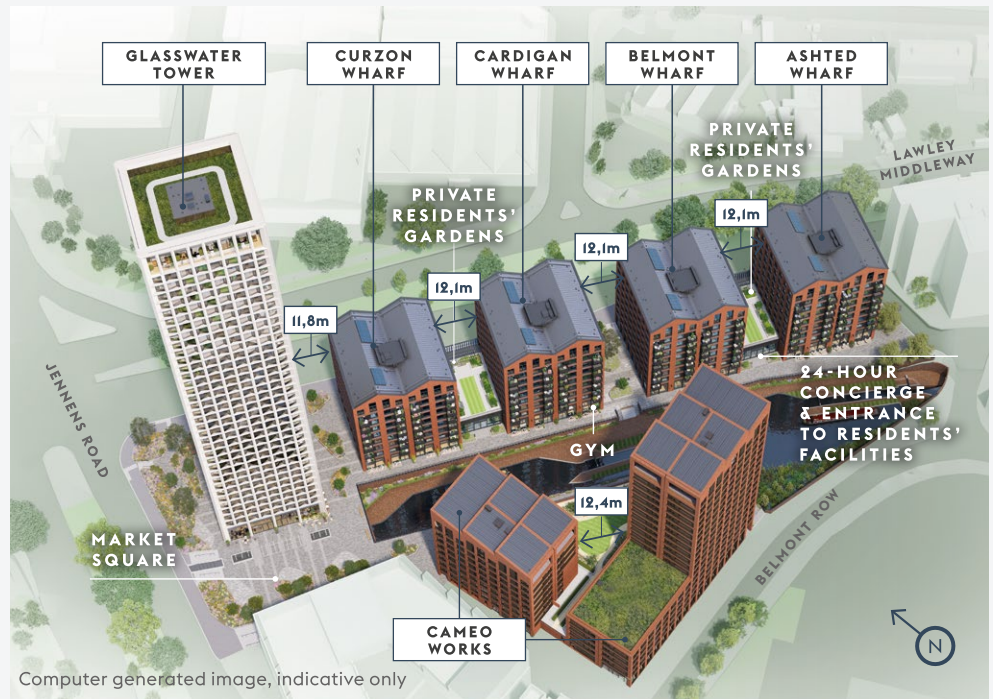 GLASSWATER
TOWER
CURZON
WHARF
CARDIGAN
WHARF
BELMONT
WHARF
ASHTED
WHARF
PRIVATE
RESIDENTS'
GARDENS
LAWLEY
MIDDLEWAY
PRIVATE
RESIDENTS'
GARDENS
12,1m
12,1m
12,1m
11,8m
JENNENS ROAD
24-HOUR
CONCIERGE
& ENTRANCE
TO RESIDENTS'
FACILITIES
GYM
12,4m
BELMONT ROW
MARKET
SQUARE
CAMEO
WORKS
N
Computer generated image, indicative only